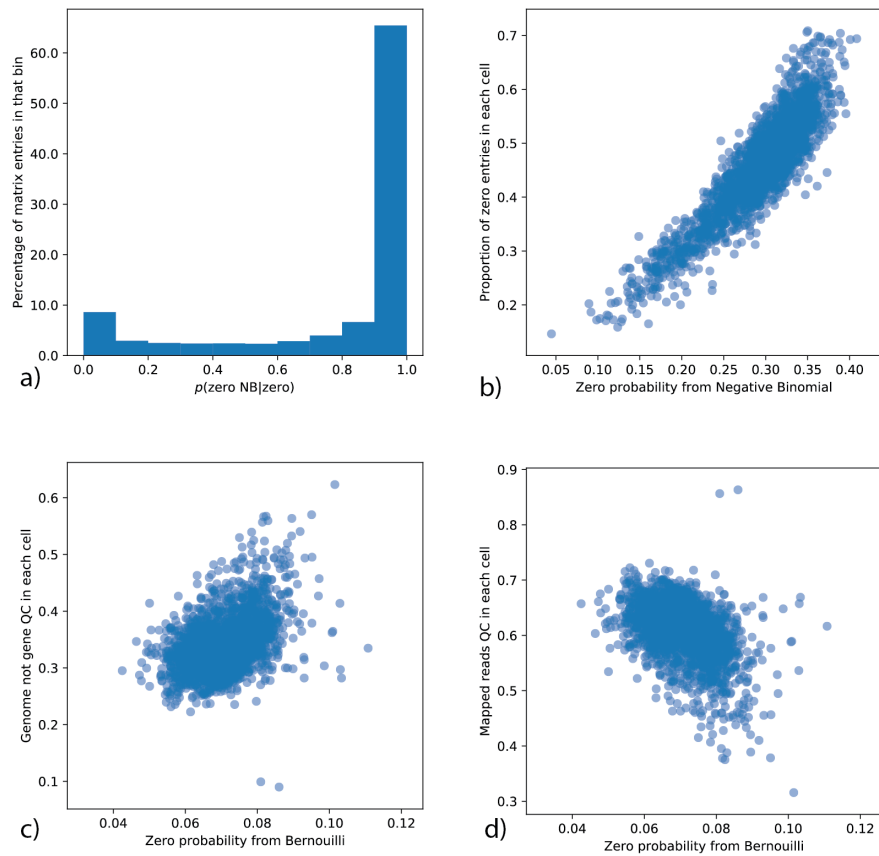 Percentage of matrix entries in that bin
60.0
50.0
40.0
30.0
20.0
10.0
0.0
0.0 0.2 0.4 0.6 0.8 1.0
p(zero NB|zero)
a)
Proportion of zero entries in each cell
0.7
0.6
0.5
0.4
0.3
0.2
0.05 0.10 0.15 0.20 0.25 0.30 0.35 0.40
Zero probability from Negative Binomial
b)
Genome not gene QC in each cell
0.6
0.5
0.4
0.3
0.2
0.1
0.04 0.06 0.08 0.10 0.12
Zero probability from Bernouilli
c)
Mapped reads QC in each cell
0.9
0.8
0.7
0.6
0.5
0.4
0.3
0.04 0.06 0.08 0.10 0.12
Zero probability from Bernouilli
d)